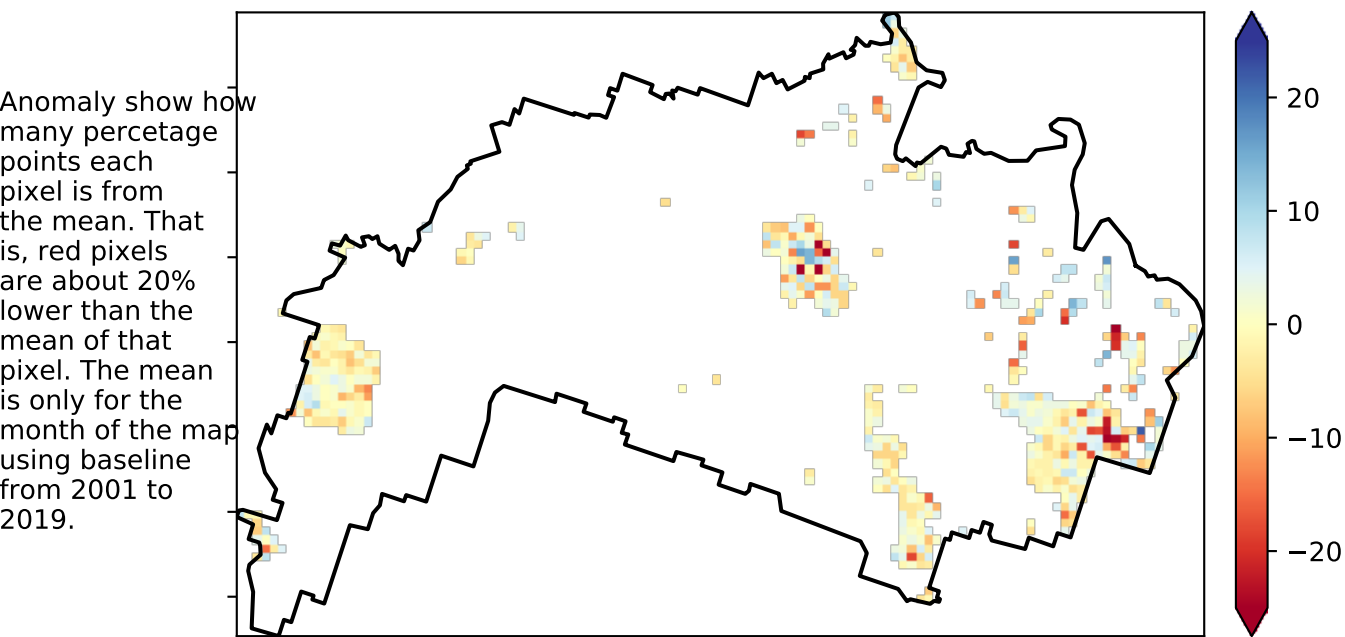 Anomaly show how
many percetage
points each
pixel is from
the mean. That
is, red pixels
are about 20%
lower than the
mean of that
pixel. The mean
is only for the
month of the map
using baseline
from 2001 to
2019.
20
10
0
−10
−20